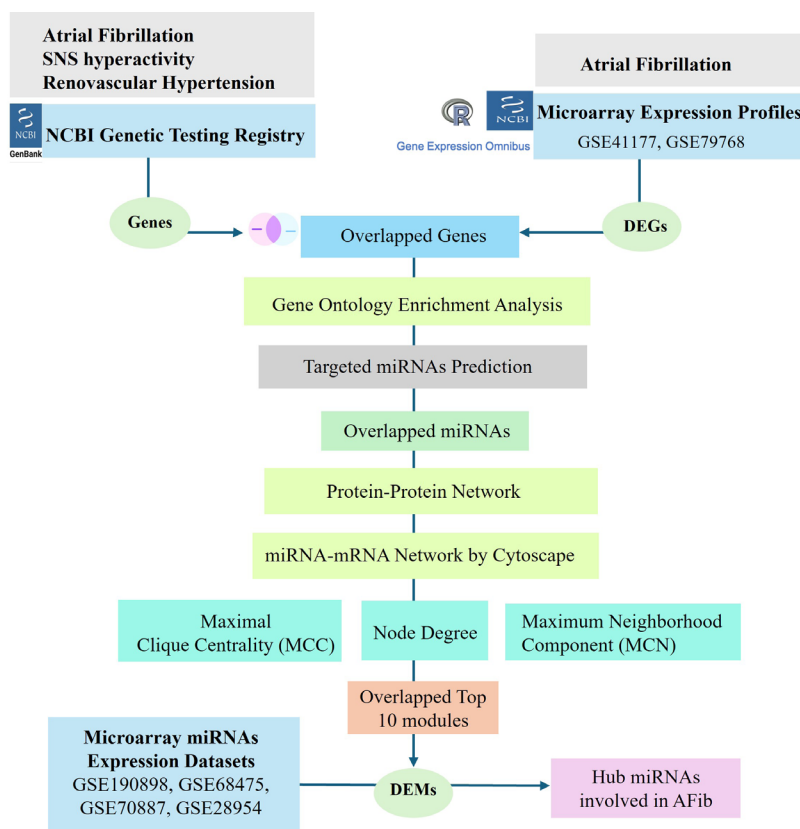 Atrial Fibrillation
SNS hyperactivity
Renovascular Hypertension
NCBI
GenBank
NCBI Genetic Testing Registry
Atrial Fibrillation
R
NCBI
Gene Expression Omnibus
Microarray Expression Profiles
GSE41177, GSE79768
Genes
Overlapped Genes
DEGs
Gene Ontology Enrichment Analysis
Targeted miRNAs Prediction
Overlapped miRNAs
Protein-Protein Network
miRNA-mRNA Network by Cytoscape
Maximal
Clique Centrality (MCC)
Node Degree
Maximum Neighborhood
Component (MCN)
Overlapped Top
10 modules
Microarray miRNAs
Expression Datasets
GSE190898, GSE68475,
GSE70887, GSE28954
DEMs
Hub miRNAs
involved in AFib